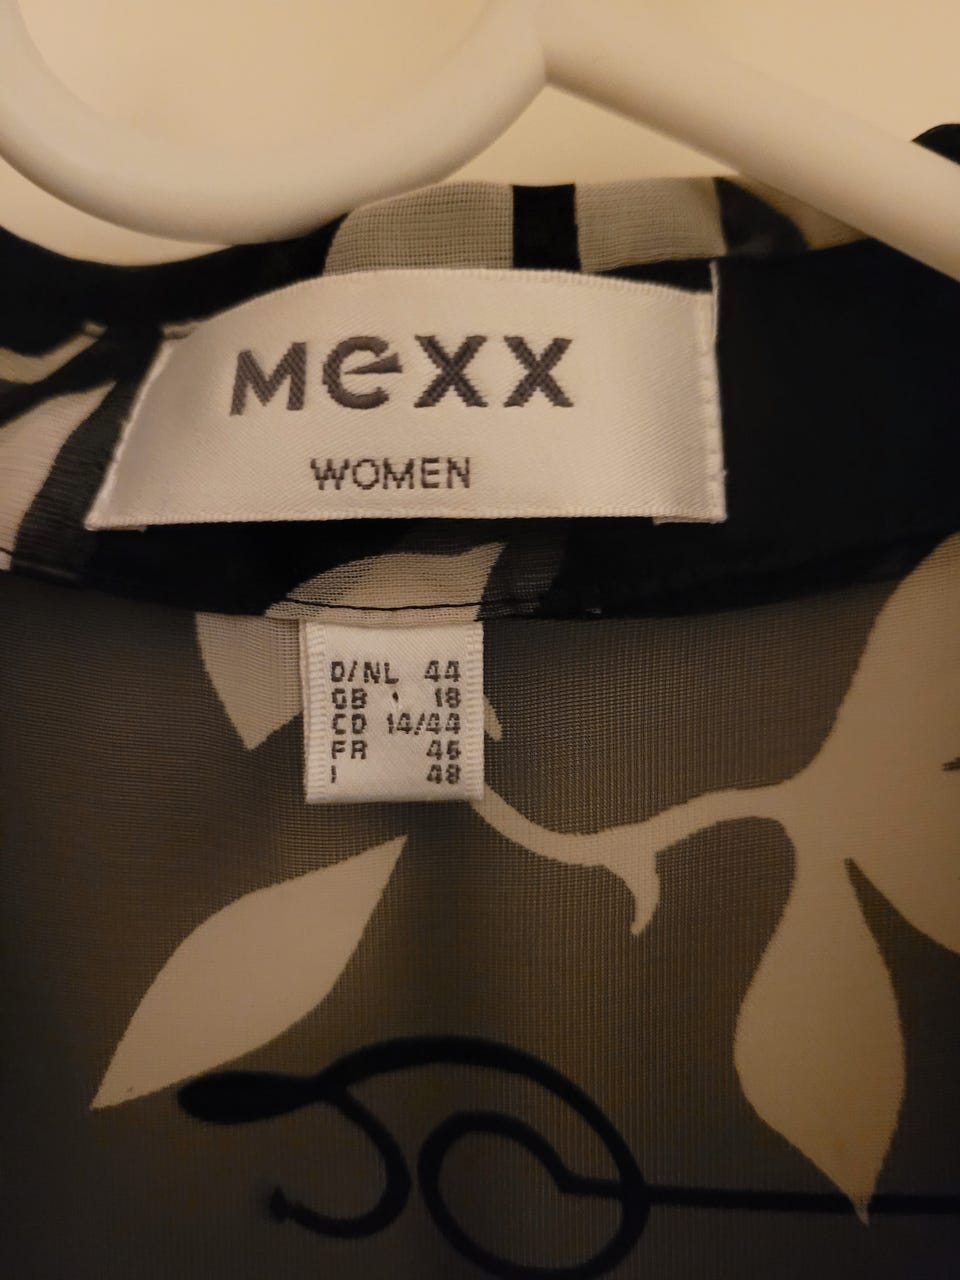 Mexx
WOMEN
D/NL 44
GB 18
CD 14/44
FR 46
I 48